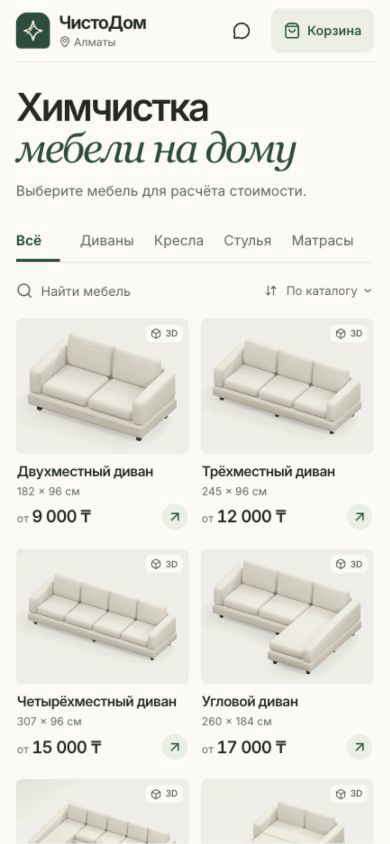 ЧистоДом
Алматы
Корзина
Химчистка
мебели на дому
Выберите мебель для расчёта стоимости.
Всё Диваны Кресла Стулья Матрасы
Найти мебель По каталогу
3D 3D
Двухместный диван Трёхместный диван
182 × 96 см 245 × 96 см
от 9 000 ₸ от 12 000 ₸
3D 3D
Четырёхместный диван Угловой диван
307 × 96 см 260 × 184 см
от 15 000 ₸ от 17 000 ₸
3D 3D